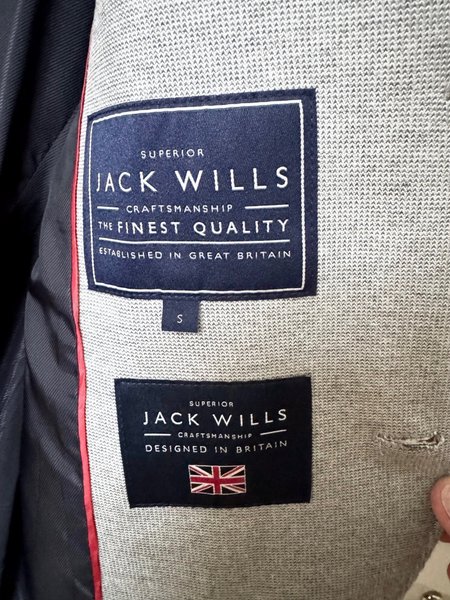 SUPERIOR
JACK WILLS
CRAFTSMANSHIP
THE FINEST QUALITY
ESTABLISHED IN GREAT BRITAIN
S
SUPERIOR
JACK WILLS
CRAFTSMANSHIP
DESIGNED IN BRITAIN